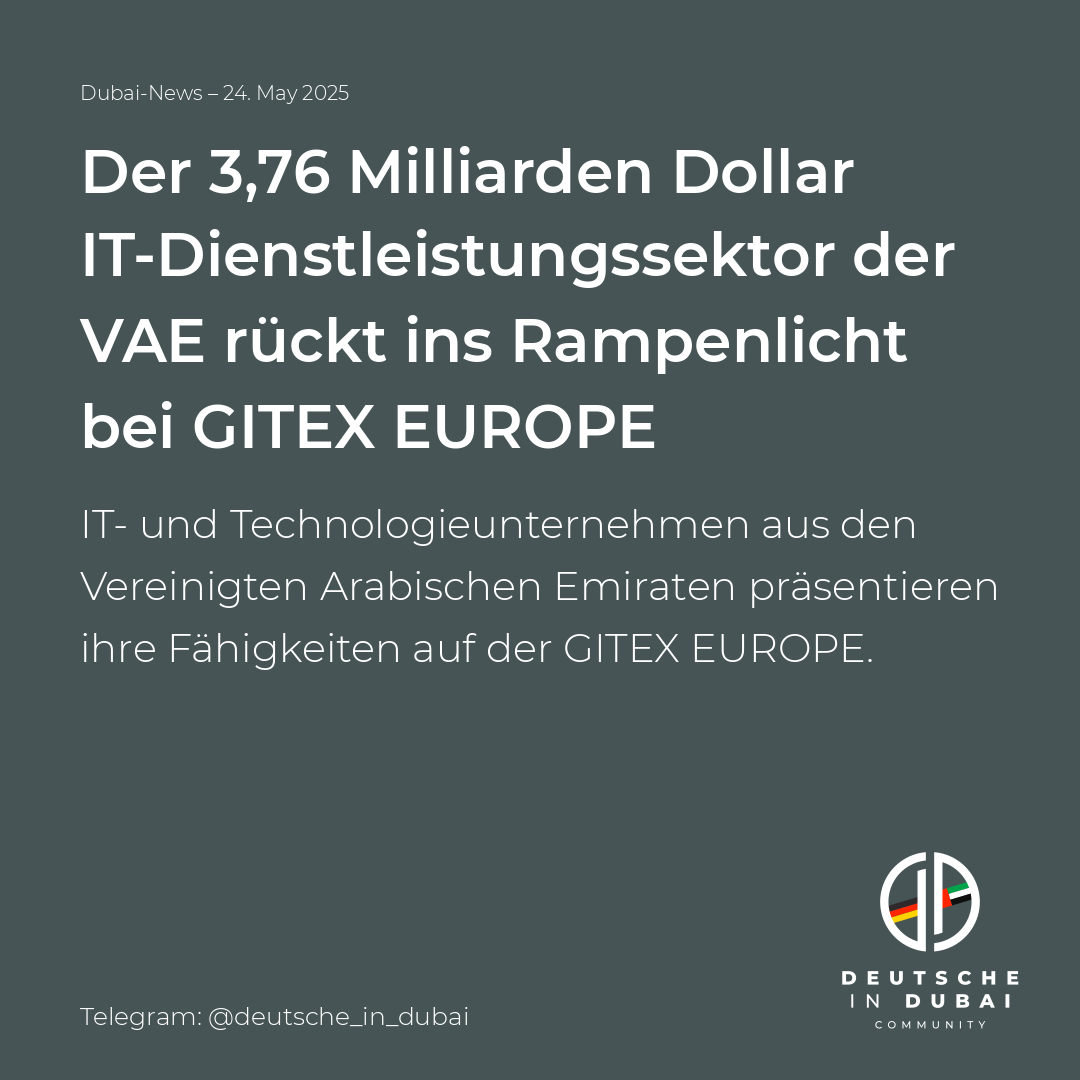 Dubai-News – 24. May 2025
Der 3,76 Milliarden Dollar
IT-Dienstleistungssektor der
VAE rückt ins Rampenlicht
bei GITEX EUROPE
IT- und Technologieunternehmen aus den
Vereinigten Arabischen Emiraten präsentieren
ihre Fähigkeiten auf der GITEX EUROPE.
DEUTSCHE
IN DUBAI
COMMUNITY
Telegram: @deutsche_in_dubai